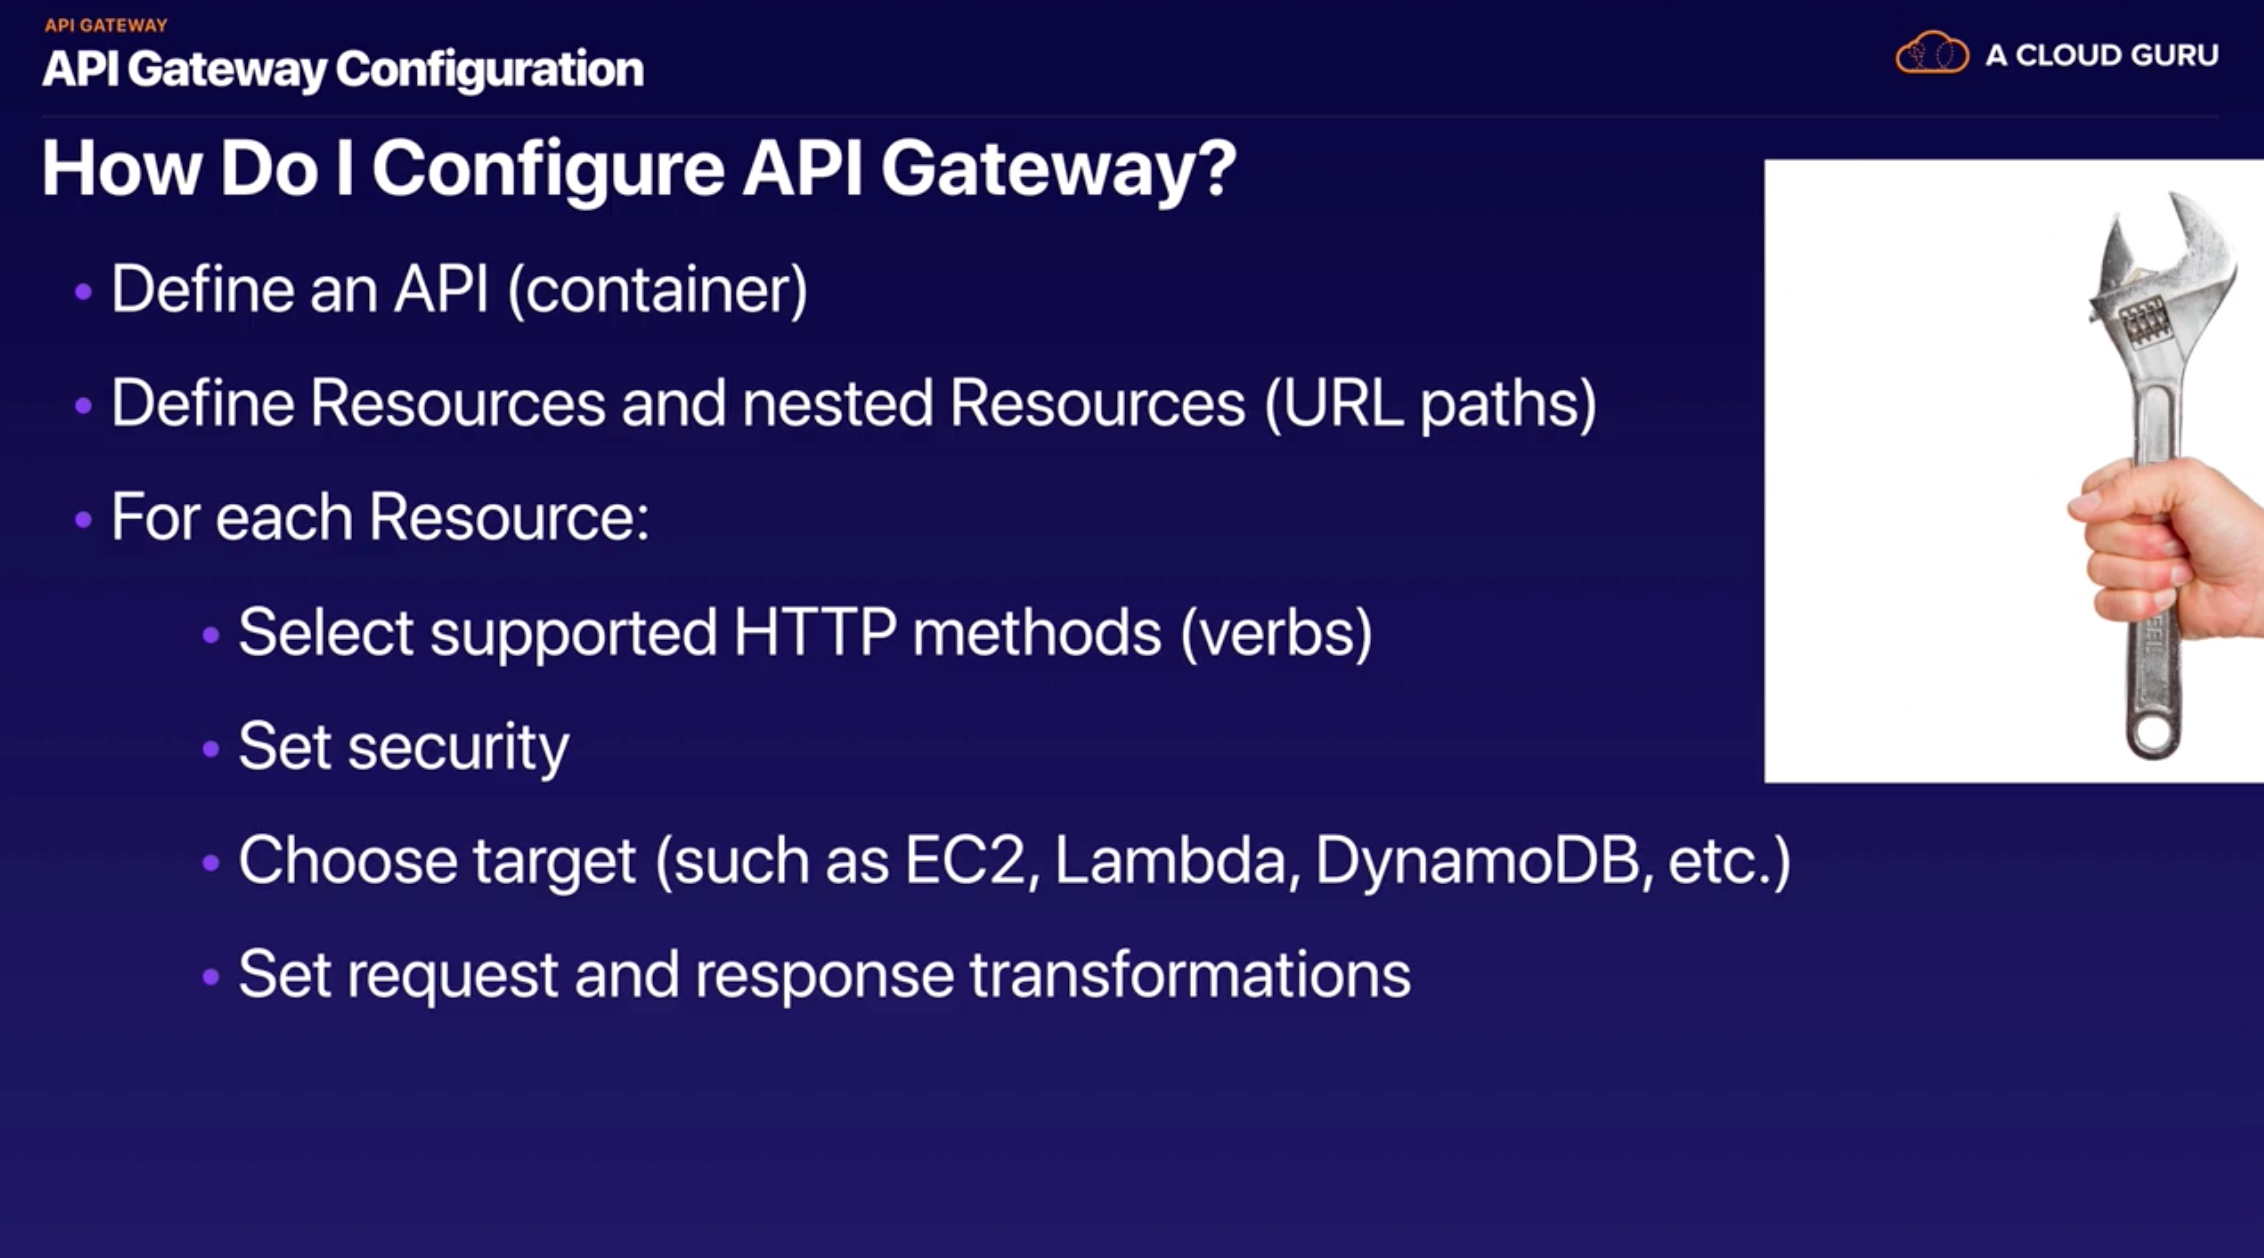 API GATEWAY
API Gateway Configuration
A CLOUD GURU
How Do I Configure API Gateway?
• Define an API (container)
• Define Resources and nested Resources (URL paths)
• For each Resource:
• Select supported HTTP methods (verbs)
• Set security
• Choose target (such as EC2, Lambda, DynamoDB, etc.)
• Set request and response transformations